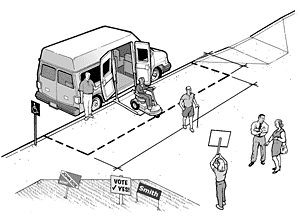 VOTE
✓ YES!
Smith